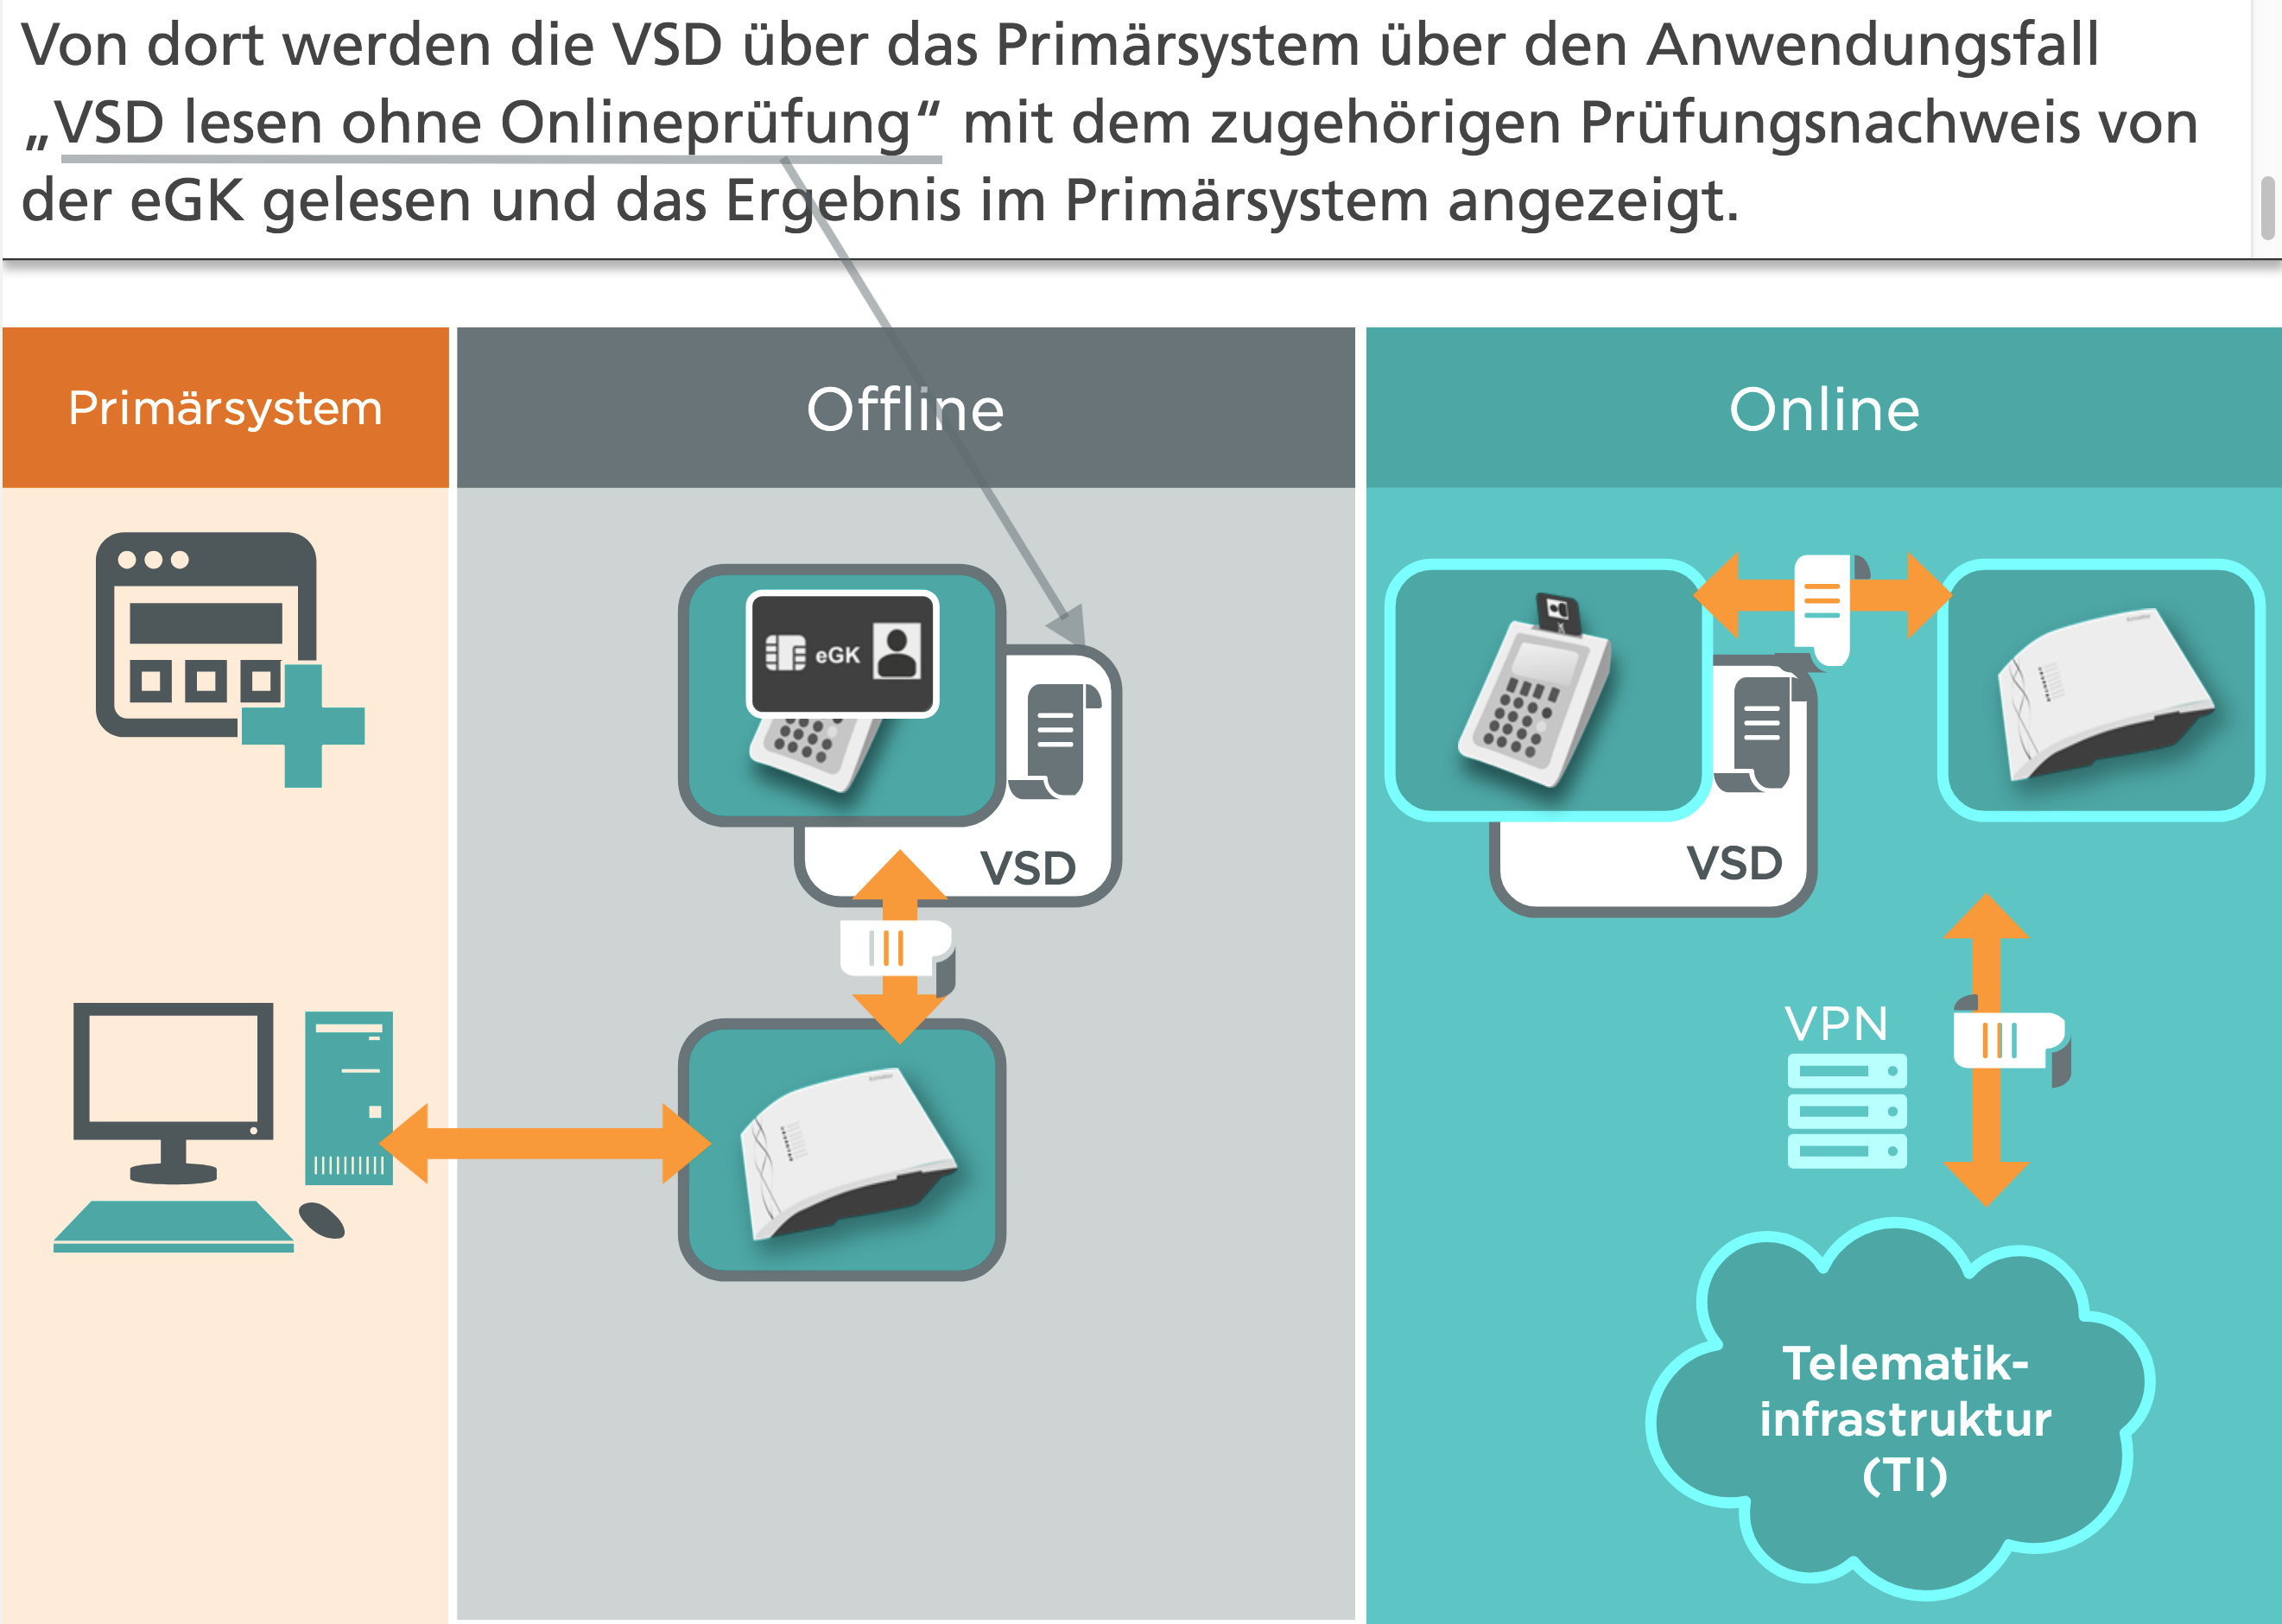 Von dort werden die VSD über das Primärsystem über den Anwendungsfall
„VSD lesen ohne Onlineprüfung“ mit dem zugehörigen Prüfungsnachweis von
der eGK gelesen und das Ergebnis im Primärsystem angezeigt.
Primärsystem
Offline
Online
eGK
VSD
VSD
VPN
Telematik-
infrastruktur
(TI)